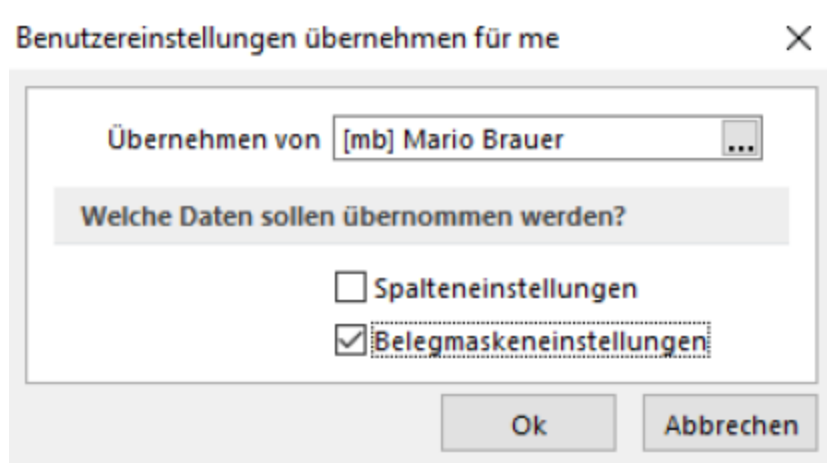 Benutzereinstellungen übernehmen für me
Übernehmen von [mb] Mario Brauer ...
Welche Daten sollen übernommen werden?
Spalteneinstellungen
Belegmaskeneinstellungen
Ok Abbrechen